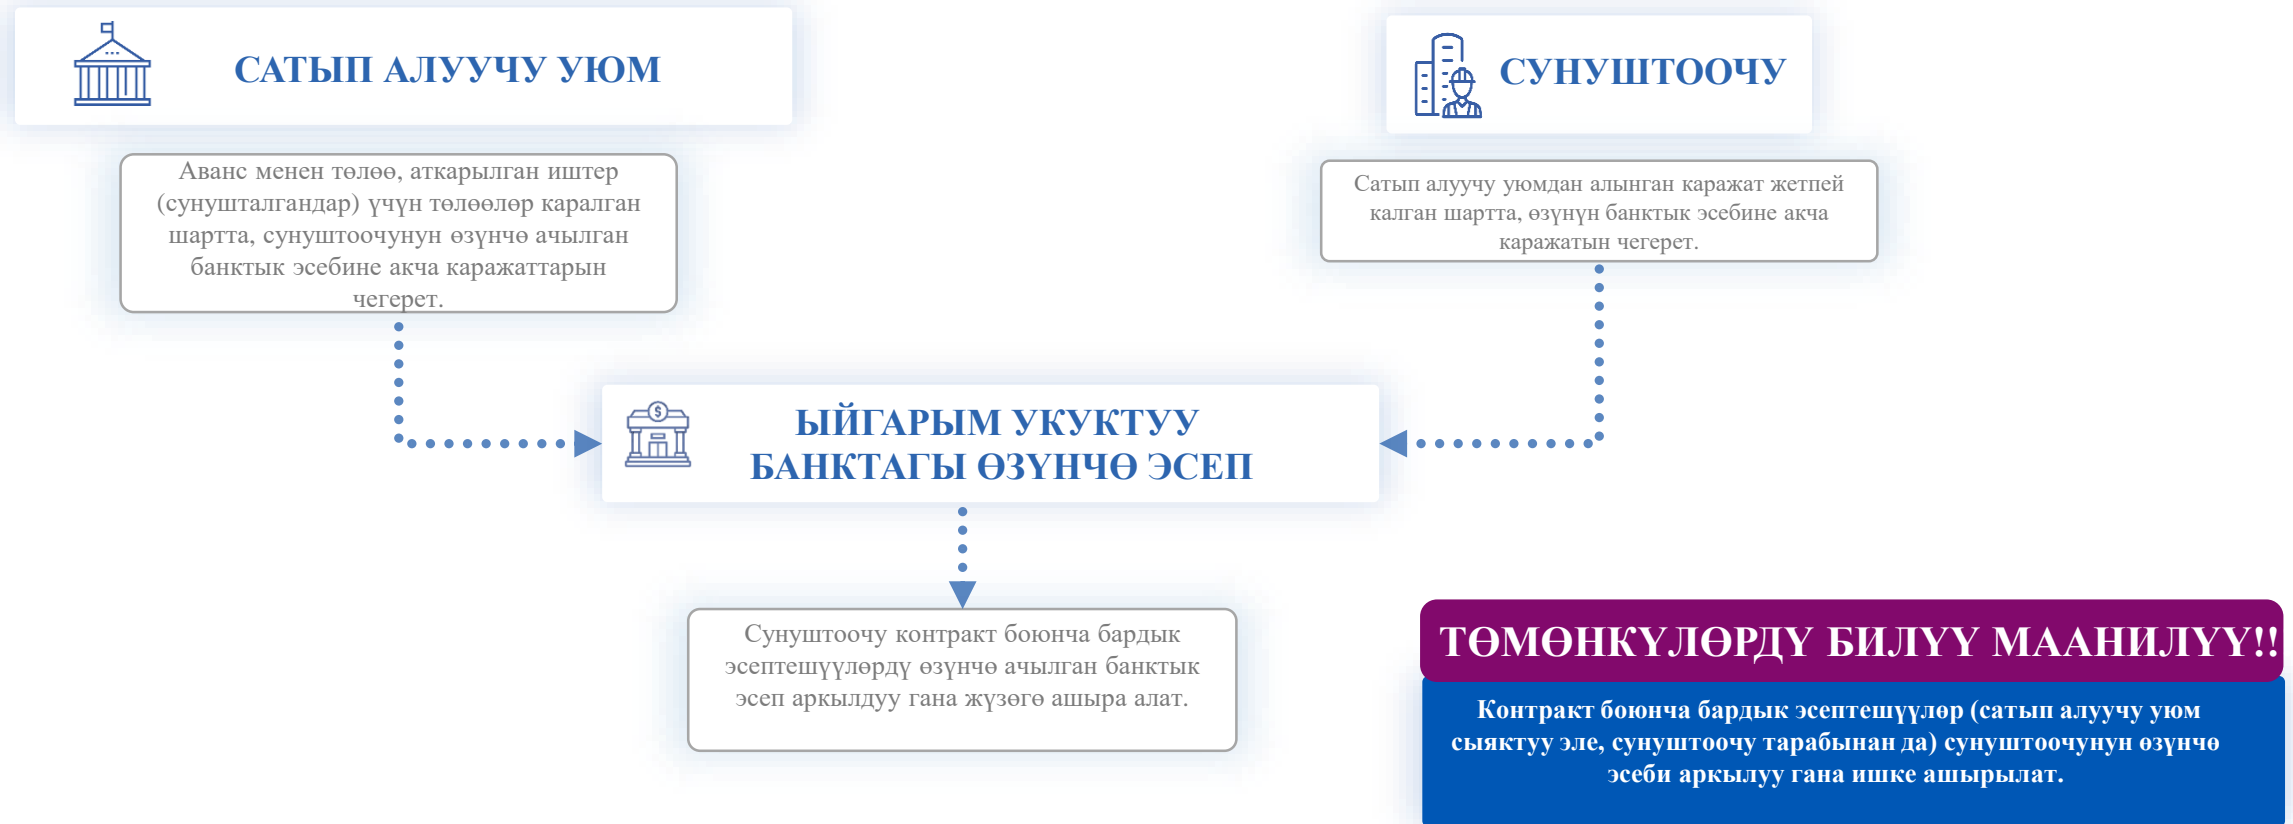 САТЫП АЛУУЧУ УЮМ
Аванс менен төлөө, аткарылган иштер
(сунушталгандар) үчүн төлөөлөр каралган
шартта, сунуштоочунун өзүнчө ачылган
банктык эсебине акча каражаттарын
чегерет.
СУНУШТООЧУ
Сатып алуучу уюмдан алынган каражат жетпей
калган шартта, өзүнүн банктык эсебине акча
каражатын чегерет.
ЫЙГАРЫМ УКУКТУУ
БАНКТАГЫ ӨЗҮНЧӨ ЭСЕП
Сунуштоочу контракт боюнча бардык
эсептешүүлөрдү өзүнчө ачылган банктык
эсеп аркылдуу гана жүзөгө ашыра алат.
ТӨМӨНКҮЛӨРДҮ БИЛҮҮ МААНИЛҮҮ!!
Контракт боюнча бардык эсептешүүлөр (сатып алуучу уюм
сыяктуу эле, сунуштоочу тарабынан да) сунуштоочунун өзүнчө
эсеби аркылуу гана ишке ашырылат.